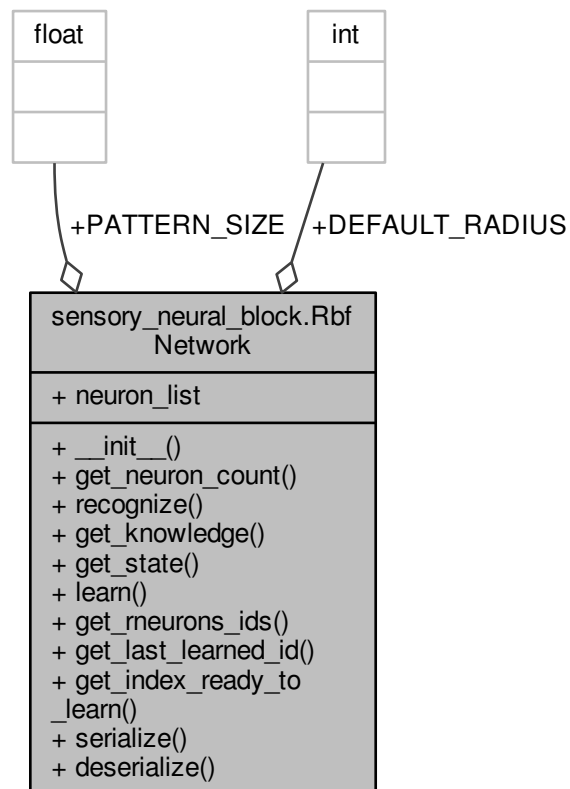 float
int
+PATTERN_SIZE
+DEFAULT_RADIUS
sensory_neural_block.Rbf
Network
+ neuron_list
+ __init__()
+ get_neuron_count()
+ recognize()
+ get_knowledge()
+ get_state()
+ learn()
+ get_rneurons_ids()
+ get_last_learned_id()
+ get_index_ready_to
_learn()
+ serialize()
+ deserialize()